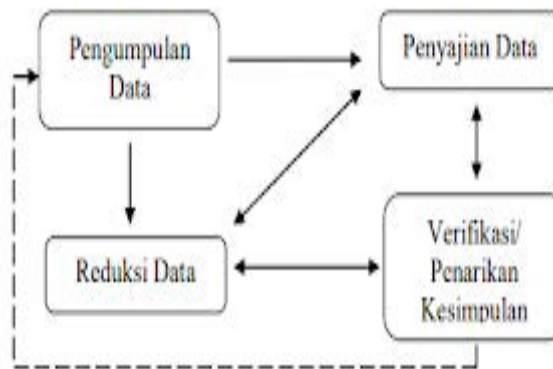 Pengumpulan
Data
Penyajian Data
Reduksi Data
Verifikasi/
Penarikan
Kesimpulan